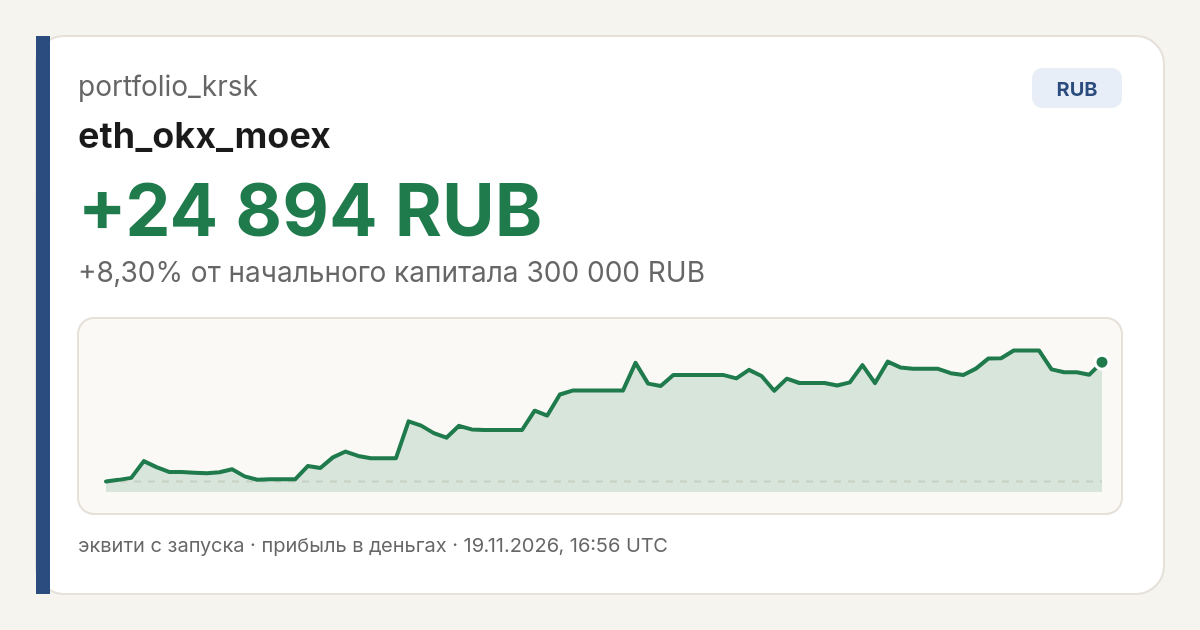 portfolio_krsk
RUB
eth_okx_moex
+24 894 RUB
+8,30% от начального капитала 300 000 RUB
эквити с запуска · прибыль в деньгах · 19.11.2026, 16:56 UTC